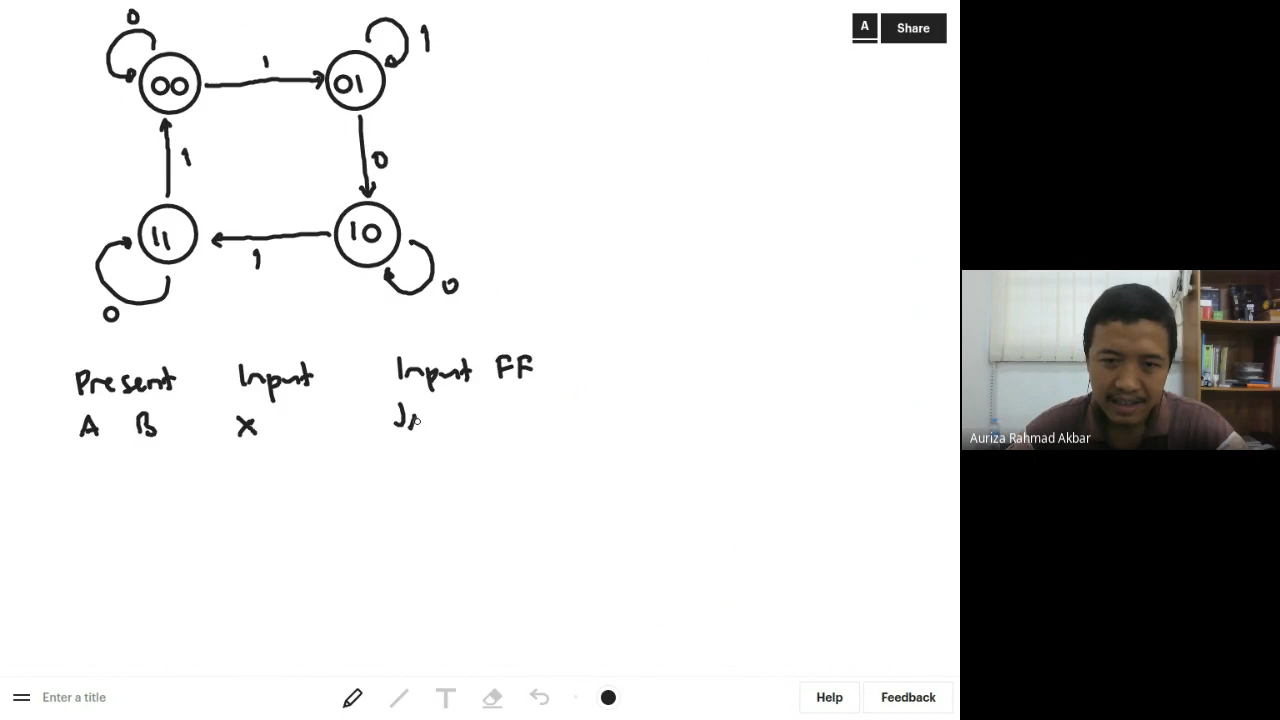 0
1
A
Share
00
1
01
1
0
11
1
10
0
0
Present Input Input FF
A B X J
Auriza Rahmad Akbar
Enter a title
T
Help
Feedback